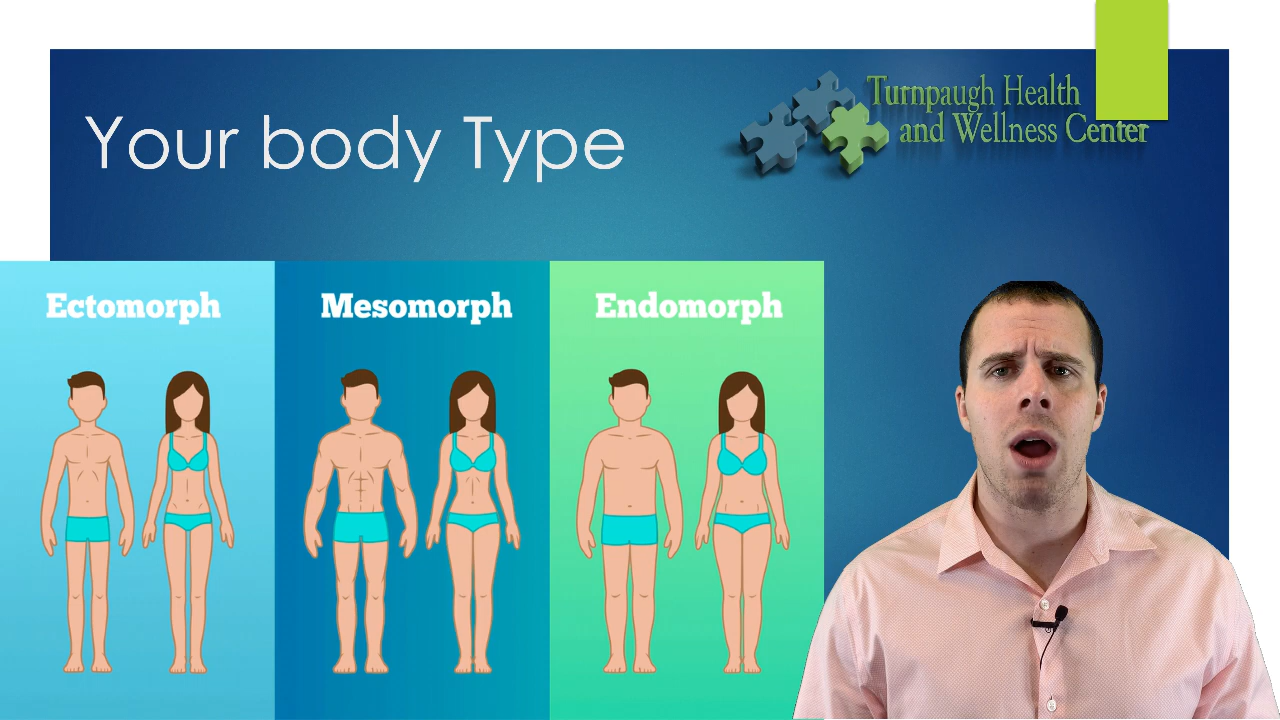 Your body Type
Turnpaugh Health
and Wellness Center
Ectomorph
Mesomorph
Endomorph